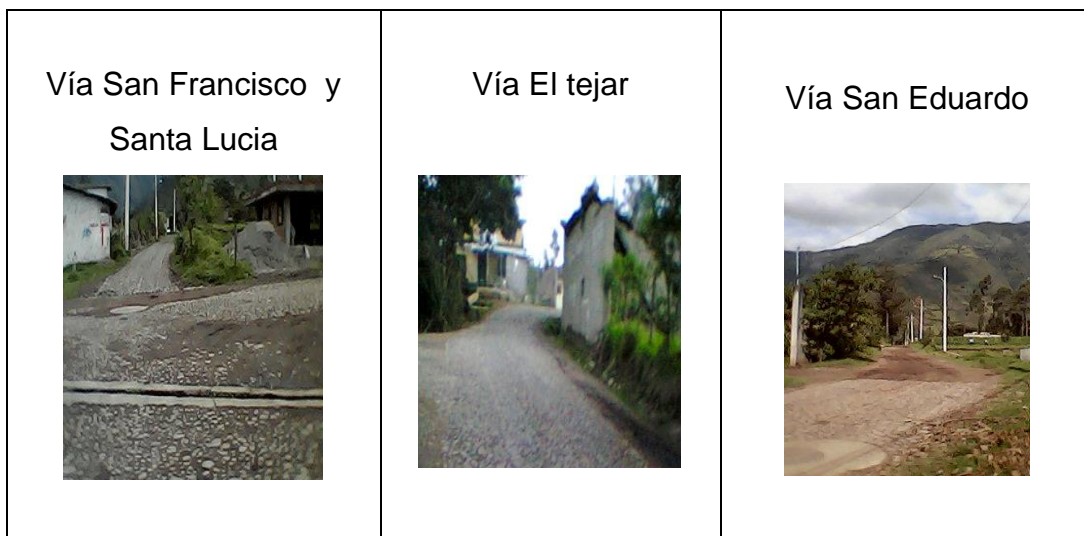 Vía San Francisco y
Santa Lucia
Vía El tejar
Vía San Eduardo